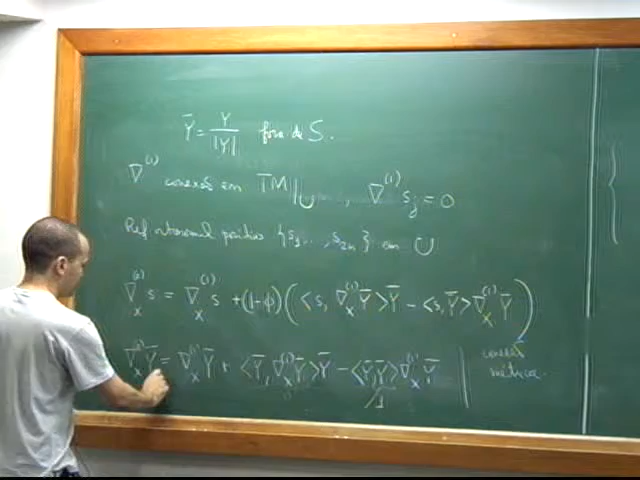 Ȳ = Y / |Y| fora de S.
∇⁽¹⁾ conexão em TM|_U ..., ∇⁽¹⁾ s_j = 0
Ref ortonormal positivo {s₁ ..., s₂ₙ} em U
∇_X⁽²⁾ s = ∇_X⁽¹⁾ s + (1-φ)(<s, ∇_X⁽¹⁾ Ȳ> Ȳ - <s, Ȳ> ∇_X⁽¹⁾ Ȳ)
∇_X⁽²⁾ Ȳ = ∇_X⁽¹⁾ Ȳ + <Ȳ, ∇_X⁽¹⁾ Ȳ> Ȳ - <Ȳ, Ȳ> ∇_X⁽¹⁾ Ȳ
1
conexão
métrica.